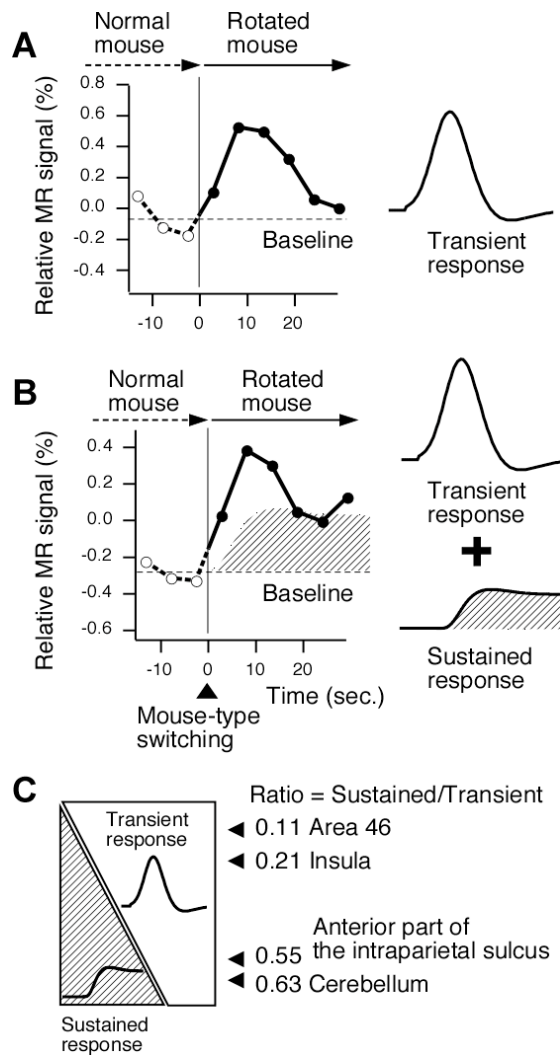 Normal
mouse
Rotated
mouse
A
Relative MR signal (%)
0.8
0.6
0.4
0.2
0.0
-0.2
-0.4
Baseline
-10
0
10
20
Transient
response
B
Normal
mouse
Rotated
mouse
Relative MR signal (%)
0.4
0.2
0.0
-0.2
-0.4
-0.6
Baseline
-10
0
10
20
Time (sec.)
Mouse-type
switching
Transient
response
+
Sustained
response
C
Ratio = Sustained/Transient
Transient
response
Sustained
response
0.11 Area 46
0.21 Insula
Anterior part of
0.55 the intraparietal sulcus
0.63 Cerebellum